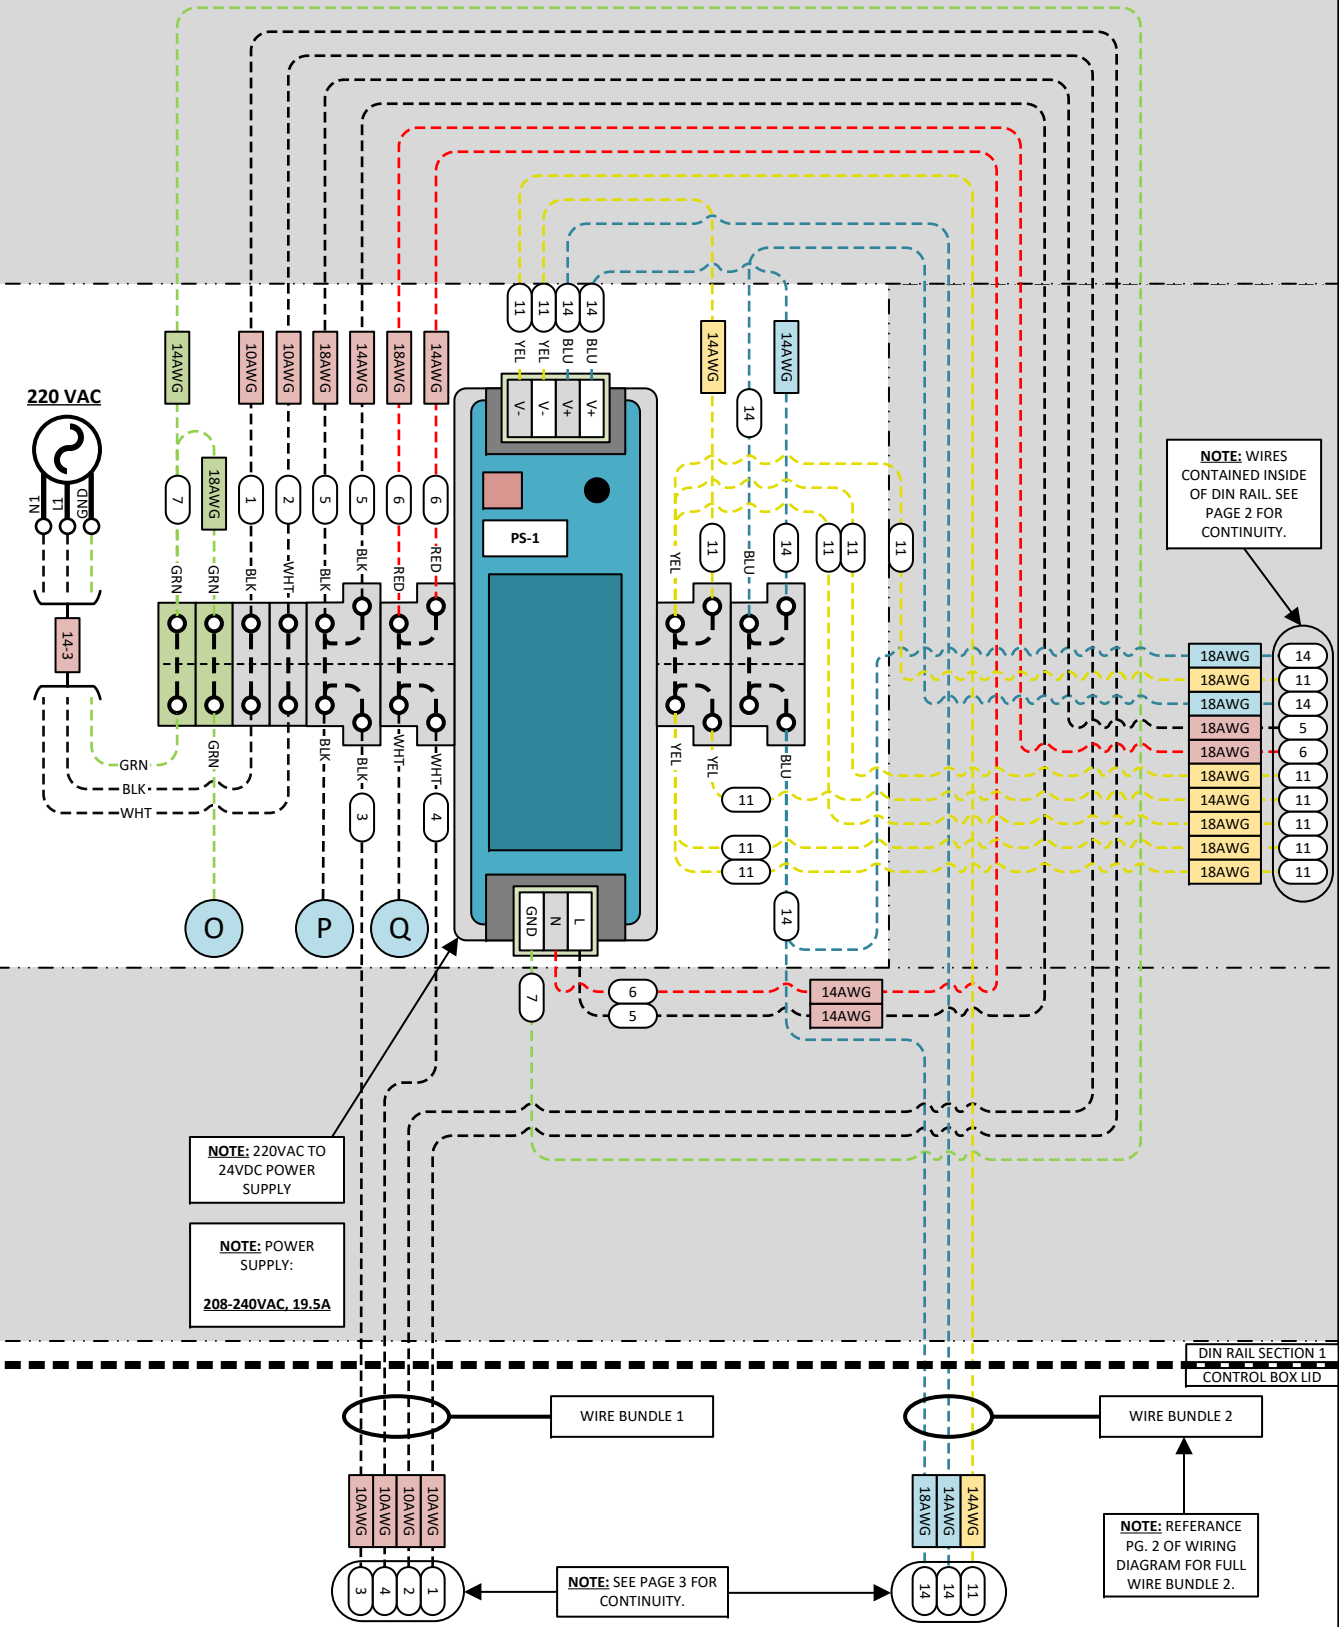 11
11
14
14
YEL
YEL
BLU
BLU
V-
V-
V+
V+
14AWG
10AWG
10AWG
18AWG
14AWG
18AWG
14AWG
14AWG
14AWG
220 VAC
N1
L1
GND
14-3
7
18AWG
1
2
5
5
6
6
14
GRN
GRN
BLK
WHT
BLK
BLK
RED
RED
PS-1
YEL
11
BLU
14
11
11
11
NOTE: WIRES
CONTAINED INSIDE
OF DIN RAIL. SEE
PAGE 2 FOR
CONTINUITY.
18AWG 14
18AWG 11
18AWG 14
18AWG 5
18AWG 6
18AWG 11
14AWG 11
18AWG 11
18AWG 11
18AWG 11
GRN
BLK
WHT
GRN
BLK
BLK
WHT
WHT
3
4
YEL
YEL
BLU
11
11
11
14
O
P
Q
GND
N
L
7
6
5
14AWG
14AWG
NOTE: 220VAC TO
24VDC POWER
SUPPLY
NOTE: POWER
SUPPLY:
208-240VAC, 19.5A
DIN RAIL SECTION 1
CONTROL BOX LID
WIRE BUNDLE 1
WIRE BUNDLE 2
10AWG
10AWG
10AWG
10AWG
18AWG
14AWG
14AWG
3
4
2
1
14
14
11
NOTE: SEE PAGE 3 FOR
CONTINUITY.
NOTE: REFERANCE
PG. 2 OF WIRING
DIAGRAM FOR FULL
WIRE BUNDLE 2.